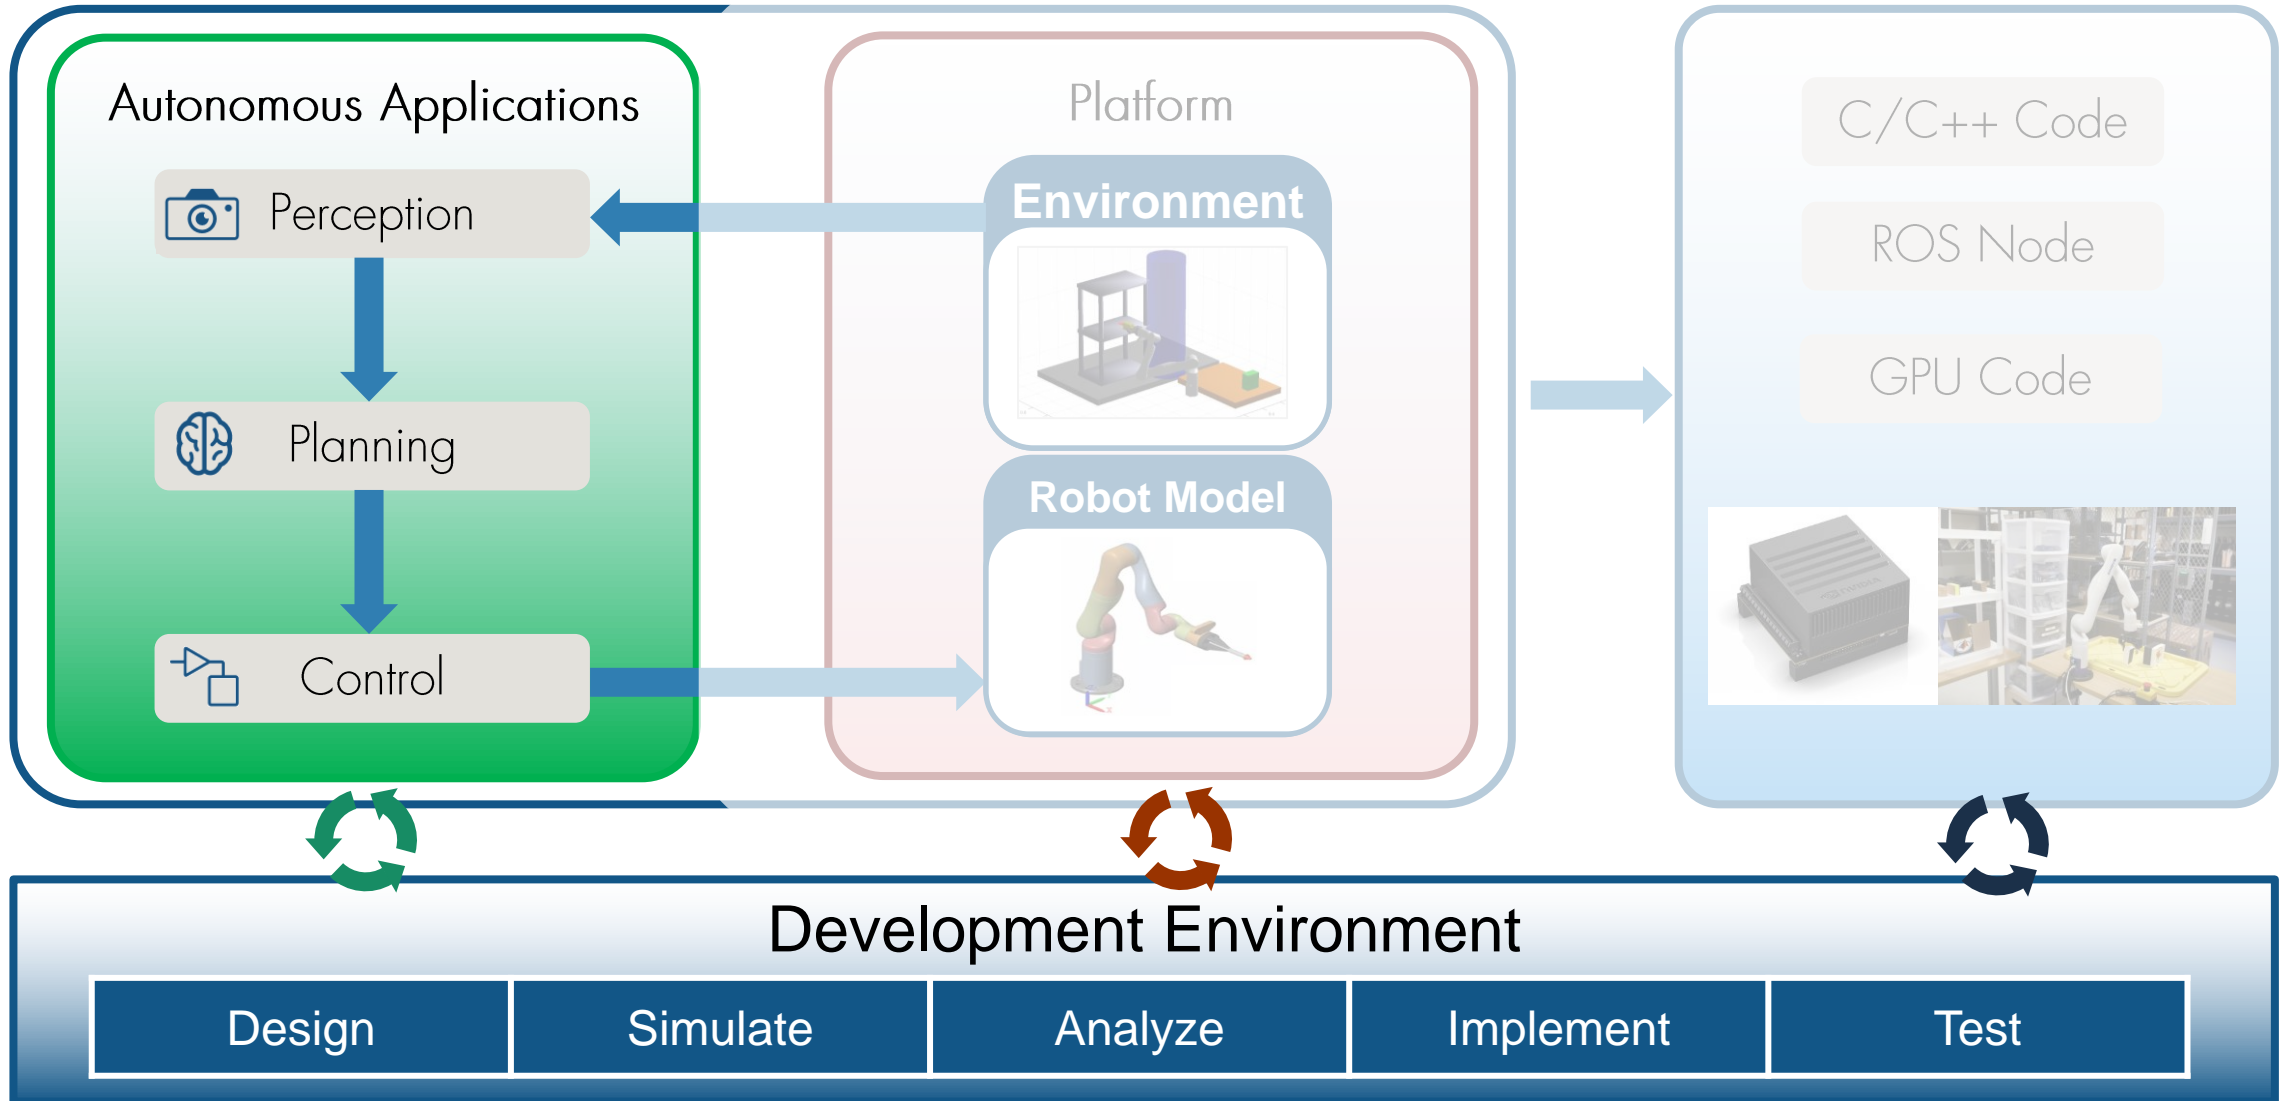 Autonomous Applications
Perception
Planning
Control
Platform
Environment
Robot Model
C/C++ Code
ROS Node
GPU Code
Development Environment
Design
Simulate
Analyze
Implement
Test